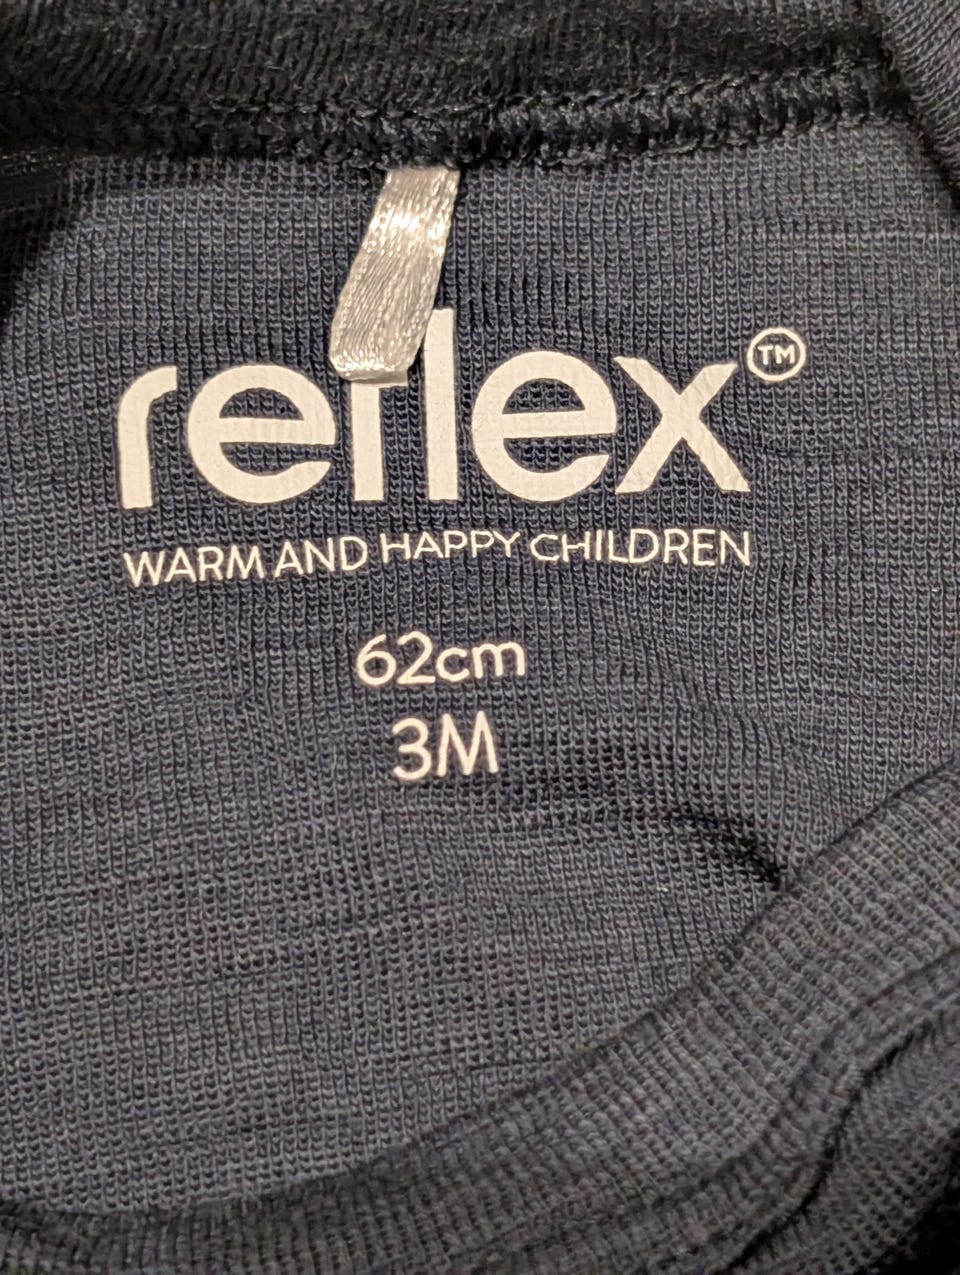 reflex™
WARM AND HAPPY CHILDREN
62cm
3M